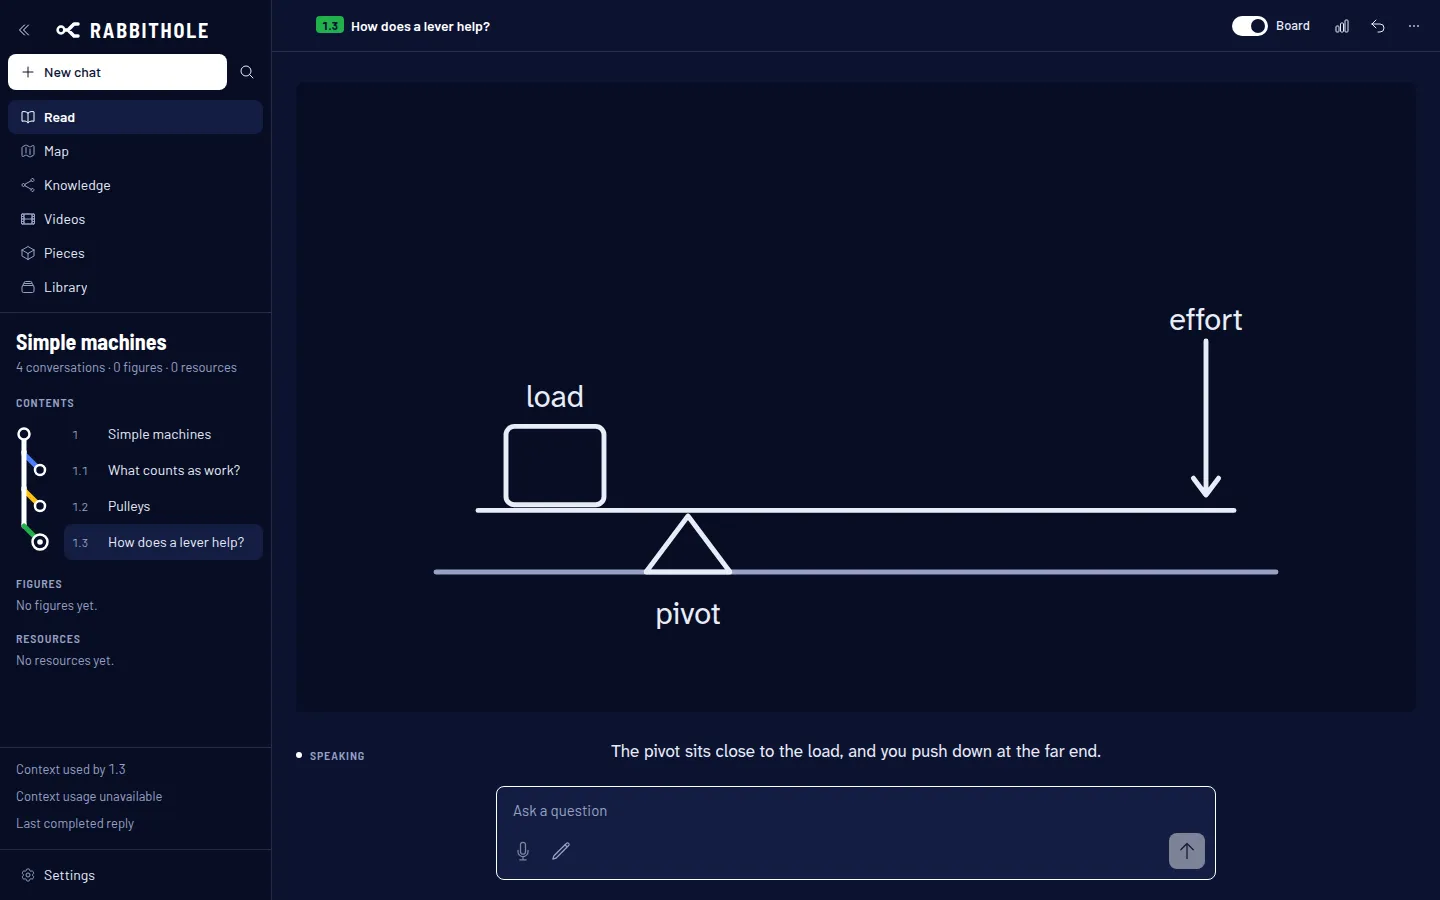 RABBITHOLE
New chat
Read
Map
Knowledge
Videos
Pieces
Library
Simple machines
4 conversations · 0 figures · 0 resources
CONTENTS
1 Simple machines
1.1 What counts as work?
1.2 Pulleys
1.3 How does a lever help?
FIGURES
No figures yet.
RESOURCES
No resources yet.
Context used by 1.3
Context usage unavailable
Last completed reply
Settings
1.3 How does a lever help?
Board
effort
load
pivot
SPEAKING
The pivot sits close to the load, and you push down at the far end.
Ask a question